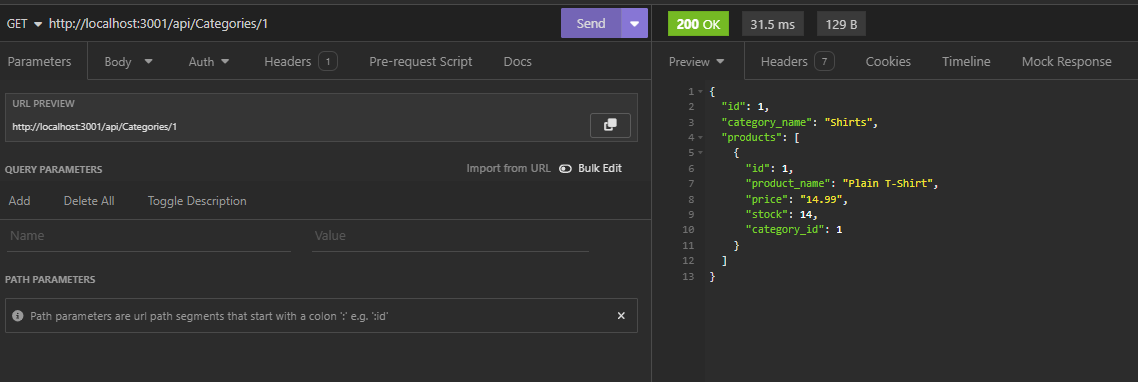 GET http://localhost:3001/api/Categories/1 Send
Parameters Body Auth Headers 1 Pre-request Script Docs
URL PREVIEW
http://localhost:3001/api/Categories/1
QUERY PARAMETERS Import from URL Bulk Edit
Add Delete All Toggle Description
Name Value
PATH PARAMETERS
Path parameters are url path segments that start with a colon ':' e.g. ':id'
200 OK 31.5 ms 129 B
Preview Headers 7 Cookies Timeline Mock Response
1 {
2 "id": 1,
3 "category_name": "Shirts",
4 "products": [
5 {
6 "id": 1,
7 "product_name": "Plain T-Shirt",
8 "price": "14.99",
9 "stock": 14,
10 "category_id": 1
11 }
12 ]
13 }